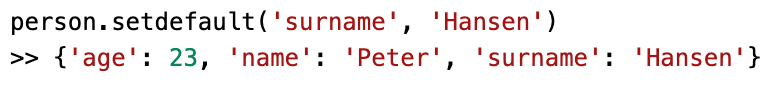 person.setdefault('surname', 'Hansen')
>> {'age': 23, 'name': 'Peter', 'surname': 'Hansen'}